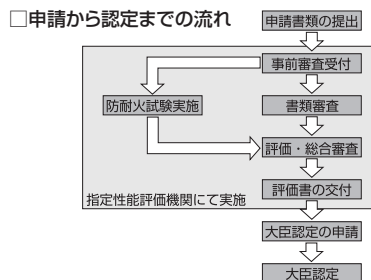 □申請から認定までの流れ
申請書類の提出
事前審査受付
防耐火試験実施
書類審査
評価・総合審査
評価書の交付
指定性能評価機関にて実施
大臣認定の申請
大臣認定